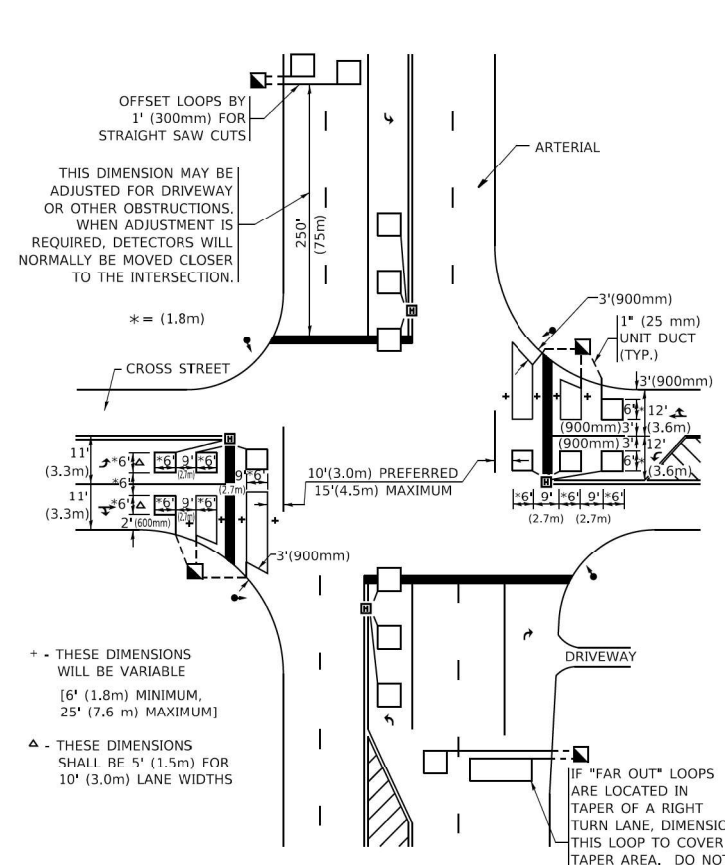 OFFSET LOOPS BY
1' (300mm) FOR
STRAIGHT SAW CUTS
THIS DIMENSION MAY BE
ADJUSTED FOR DRIVEWAY
OR OTHER OBSTRUCTIONS.
WHEN ADJUSTMENT IS
REQUIRED, DETECTORS WILL
NORMALLY BE MOVED CLOSER
TO THE INTERSECTION.
250'
(75m)
ARTERIAL
* = (1.8m)
CROSS STREET
3'(900mm)
1" (25 mm)
UNIT DUCT
(TYP.)
3'(900mm)
6'*
12'
(3.6m)
(900mm)3'
(900mm)3'
12'
6'*
(3.6m)
H
H
11'
(3.3m)
*6' Δ
*6' 9' *6'
(2.7m)
9' *6'
(2.7m)
*6'
11'
(3.3m)
*6' Δ
*6' 9' *6'
(2.7m)
2' (600mm)
10'(3.0m) PREFERRED
15'(4.5m) MAXIMUM
H
*6' 9' *6' 9' *6'
(2.7m) (2.7m)
3'(900mm)
H
DRIVEWAY
+ - THESE DIMENSIONS
WILL BE VARIABLE
[6' (1.8m) MINIMUM,
25' (7.6 m) MAXIMUM]
Δ - THESE DIMENSIONS
SHALL BE 5' (1.5m) FOR
10' (3.0m) LANE WIDTHS
IF "FAR OUT" LOOPS
ARE LOCATED IN
TAPER OF A RIGHT
TURN LANE, DIMENSIO
THIS LOOP TO COVER
TAPER AREA. DO NOT